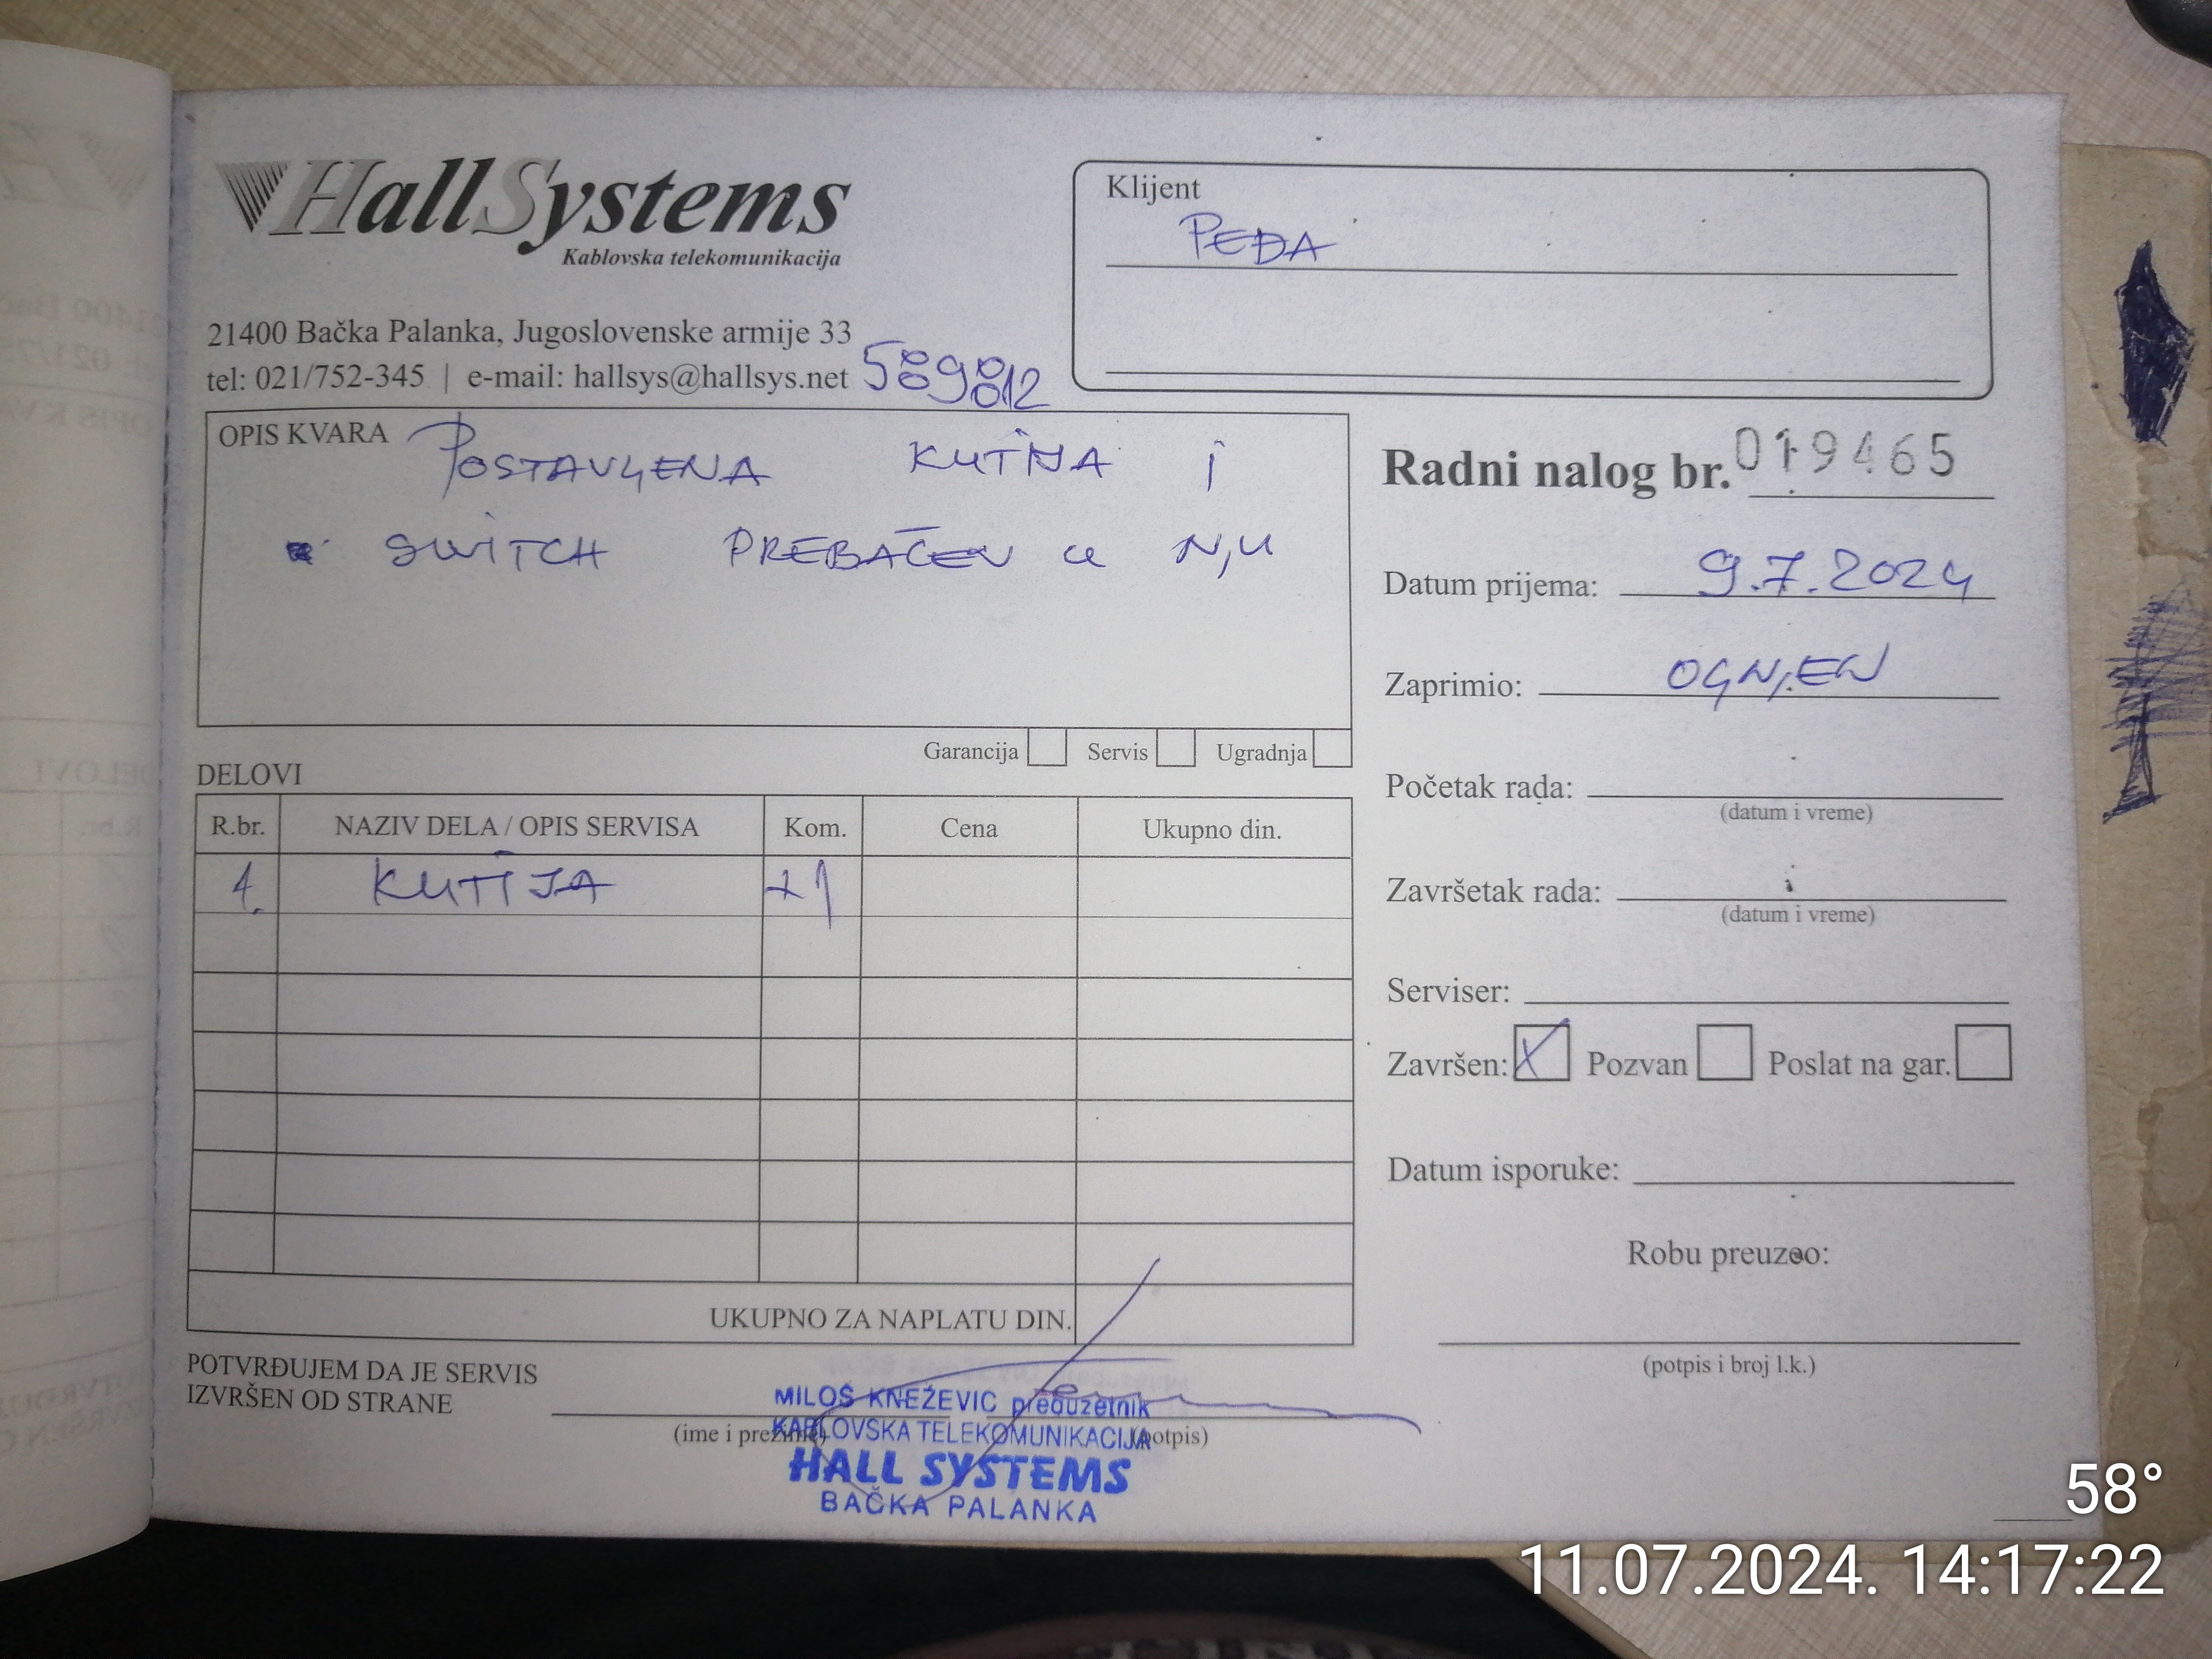 HallSystems
Kablovska telekomunikacija
21400 Bačka Palanka, Jugoslovenske armije 33
tel: 021/752-345 | e-mail: hallsys@hallsys.net
Klijent
PEĐA
OPIS KVARA POSTAVLJENA KUTIJA i
SWITCH PREBAČEN u NJU
Garancija Servis Ugradnja
Radni nalog br. 019465
Datum prijema: 9.7.2024
Zaprimio: OGNJEN
Početak rada:
(datum i vreme)
Završetak rada:
(datum i vreme)
Serviser:
Završen: X Pozvan Poslat na gar.
Datum isporuke:
Robu preuzeo:
(potpis i broj l.k.)
DELOVI
R.br. NAZIV DELA / OPIS SERVISA Kom. Cena Ukupno din.
1. KUTIJA x1
UKUPNO ZA NAPLATU DIN.
POTVRĐUJEM DA JE SERVIS
IZVRŠEN OD STRANE
(ime i prezime) (potpis)
MILOŠ KNEŽEVIĆ preduzetnik
KABLOVSKA TELEKOMUNIKACIJA
HALL SYSTEMS
BAČKA PALANKA
58°
11.07.2024. 14:17:22